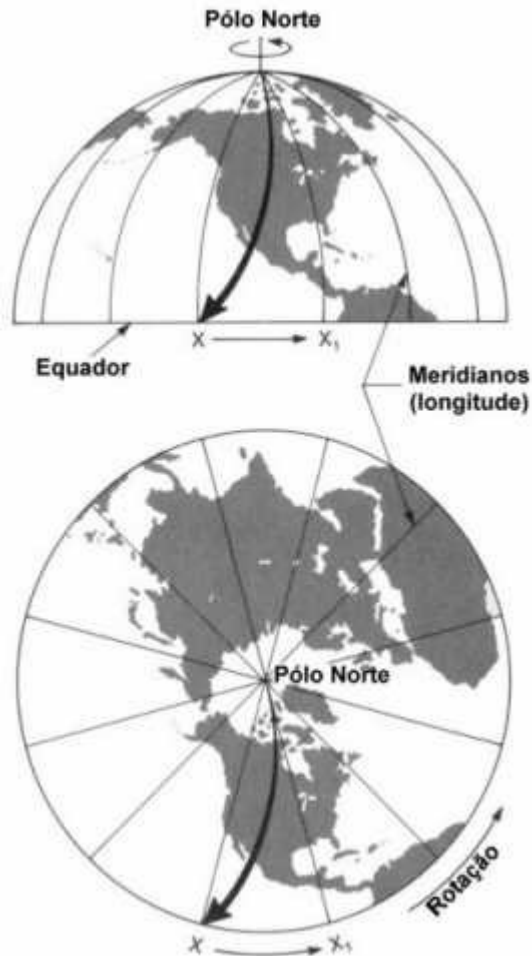 Pólo Norte
Equador
X
X₁
Meridianos
(longitude)
Pólo Norte
Rotação
X
X₁